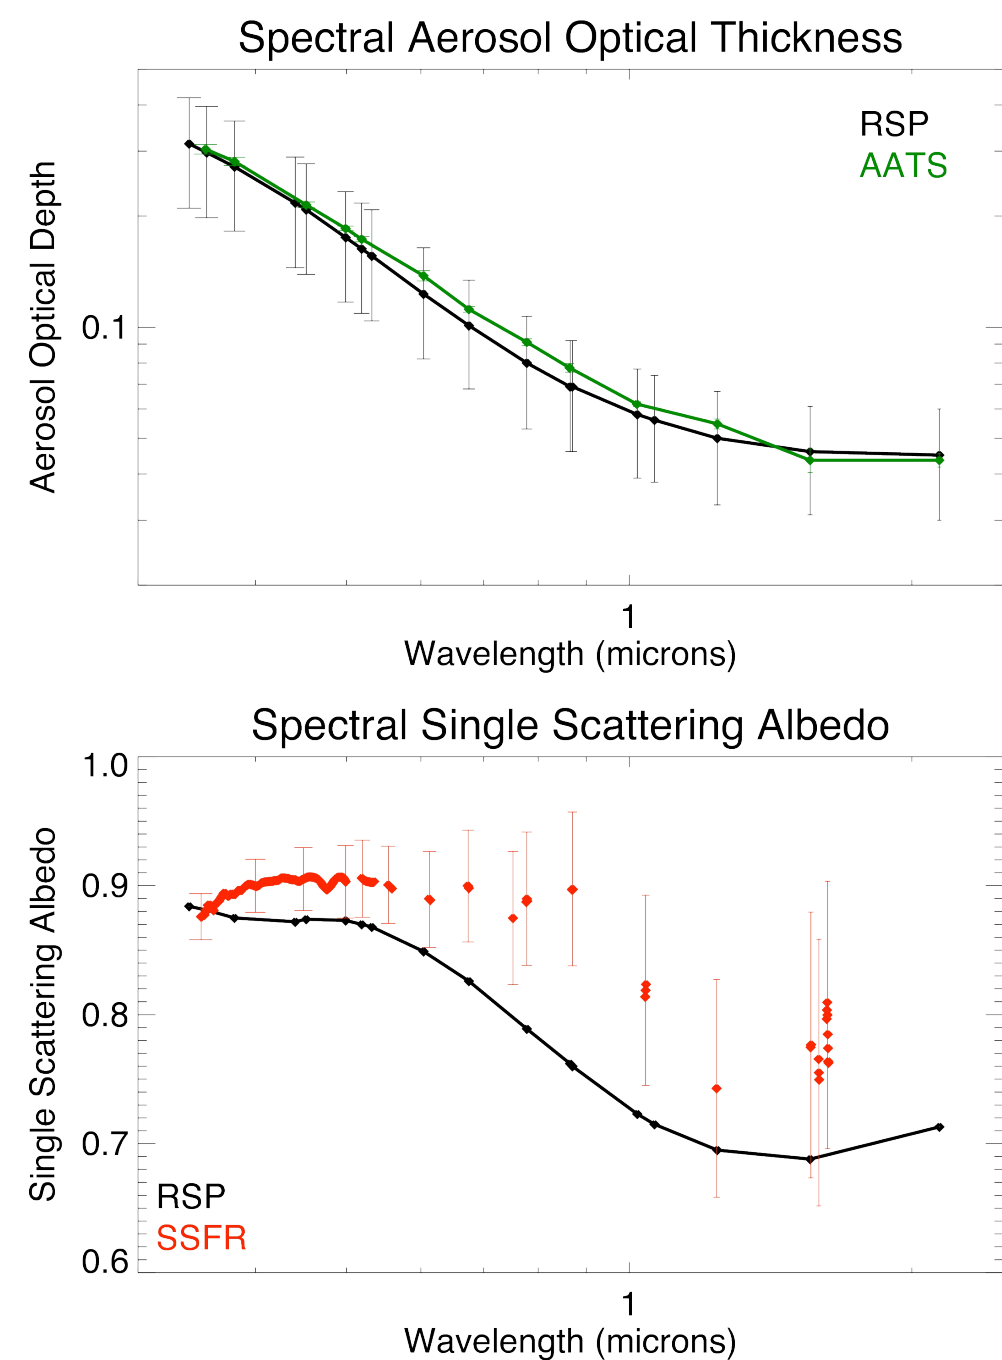 Spectral Aerosol Optical Thickness
RSP
AATS
Aerosol Optical Depth
0.1
1
Wavelength (microns)
Spectral Single Scattering Albedo
1.0
0.9
0.8
0.7
0.6
Single Scattering Albedo
RSP
SSFR
1
Wavelength (microns)